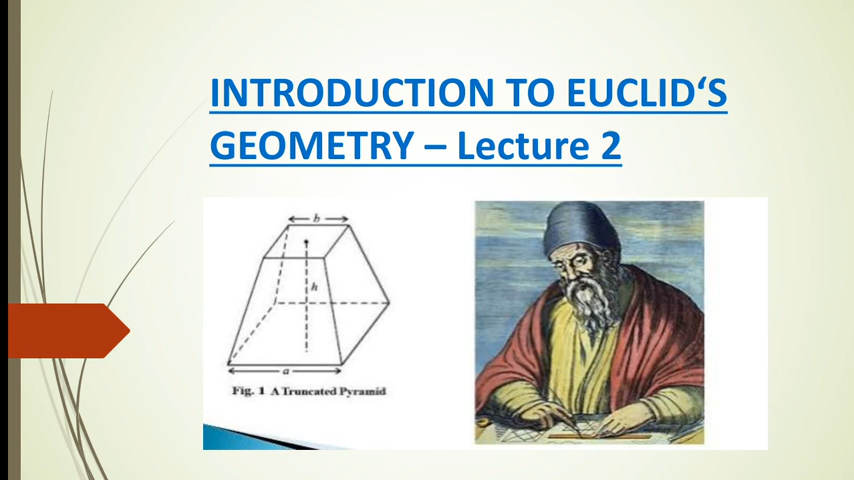 INTRODUCTION TO EUCLID‘S
GEOMETRY – Lecture 2
b
h
a
Fig. 1 A Truncated Pyramid